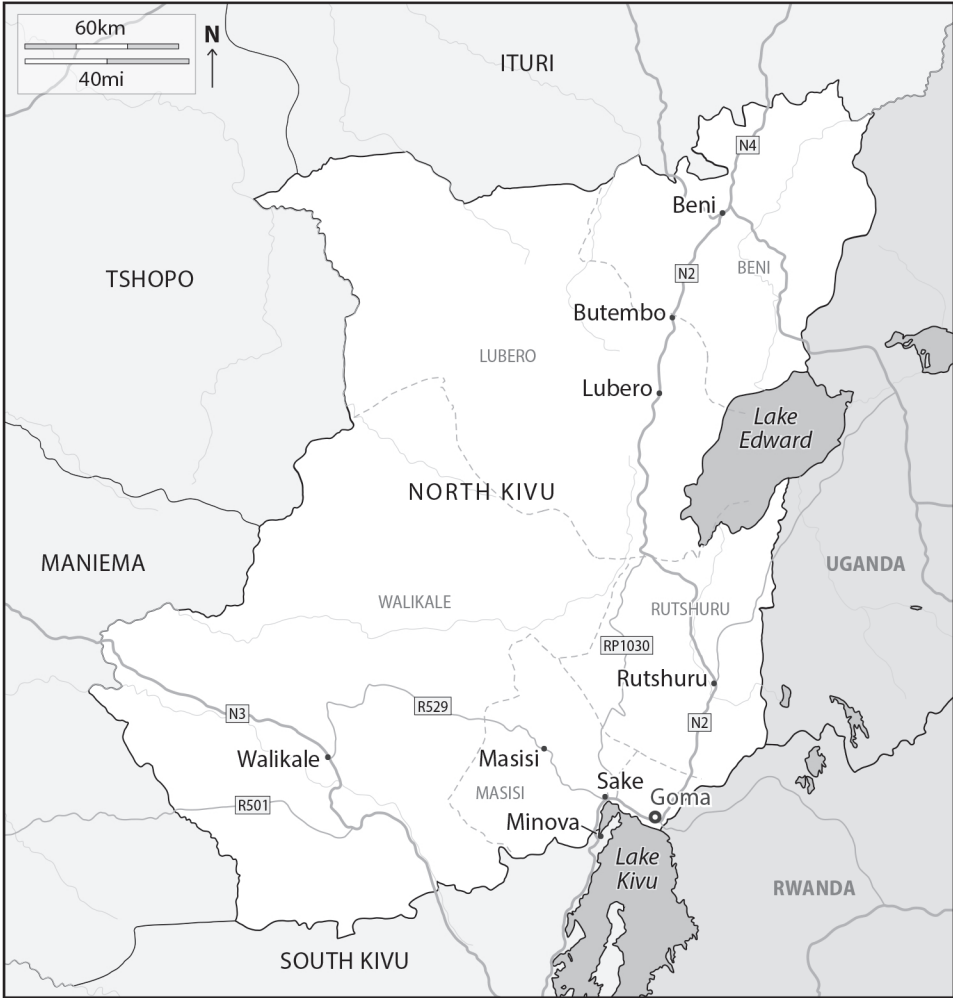 60km
40mi
N
ITURI
N4
Beni
TSHOPO
N2
BENI
Butembo
LUBERO
Lubero
Lake
Edward
NORTH KIVU
MANIEMA
UGANDA
WALIKALE
RUTSHURU
RP1030
Rutshuru
R529
N3
N2
Walikale
Masisi
Sake
MASISI
Goma
R501
Minova
Lake
Kivu
RWANDA
SOUTH KIVU